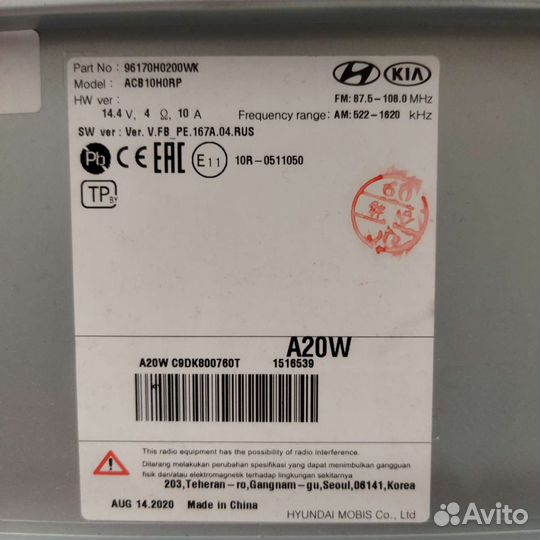 Part No : 96170H0200WK
Model : ACB10H0RP
HW ver :
14.4 V, 4 Ω, 10 A
HYUNDAI KIA
FM: 87.5-108.0 MHz
Frequency range: AM: 522-1620 kHz
SW ver : Ver. V.FB_PE.167A.04.RUS
Pb CE EAC E11 10R-0511050
TP BY
A20W
A20W C9DK800760T 1516539
This radio equipment has the possibility of radio interference.
Dilarang melakukan perubahan spesifikasi yang dapat menimbulkan gangguan
fisik dan/atau elektromagnetik terhadap lingkungan sekitarnya
203,Teheran-ro,Gangnam-gu,Seoul,06141,Korea
AUG 14.2020 Made in China
HYUNDAI MOBIS Co., Ltd
Avito